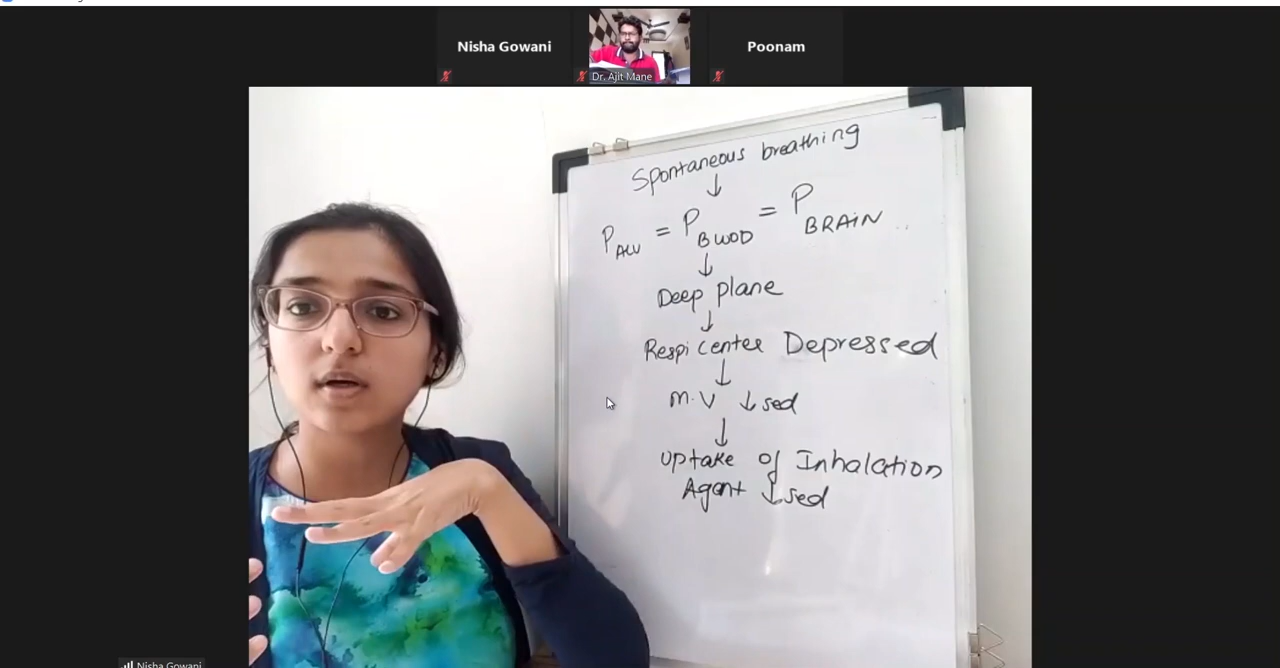 Nisha Gowani
Dr. Ajit Mane
Poonam
Spontaneous breathing
↓
P ALV = P BLOOD = P BRAIN
↓
Deep plane
↓
Respi center Depressed
↓
M.V ↓sed
↓
Uptake of Inhalation
Agent ↓sed
Nisha Gowani